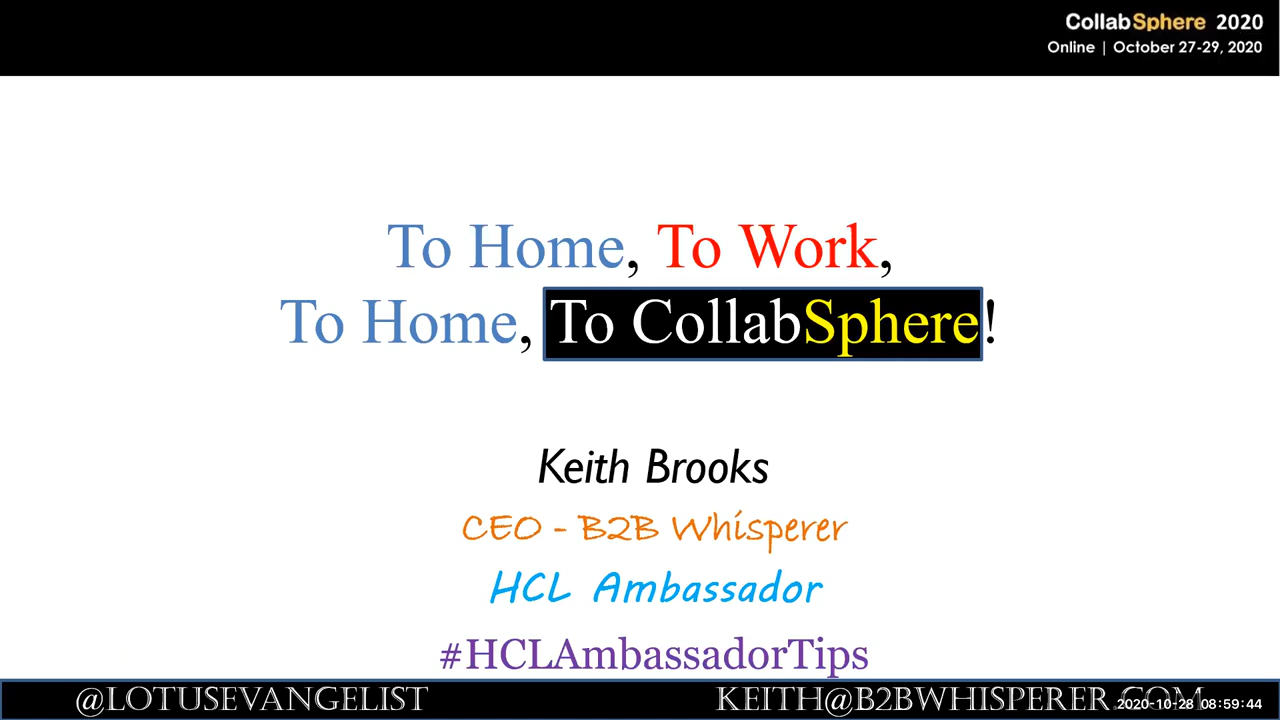 CollabSphere 2020
Online | October 27-29, 2020
To Home, To Work,
To Home, To CollabSphere!
Keith Brooks
CEO - B2B Whisperer
HCL Ambassador
#HCLAmbassadorTips
@LOTUSEVANGELIST
KEITH@B2BWHISPERER.COM
2020-10-28 08:59:44